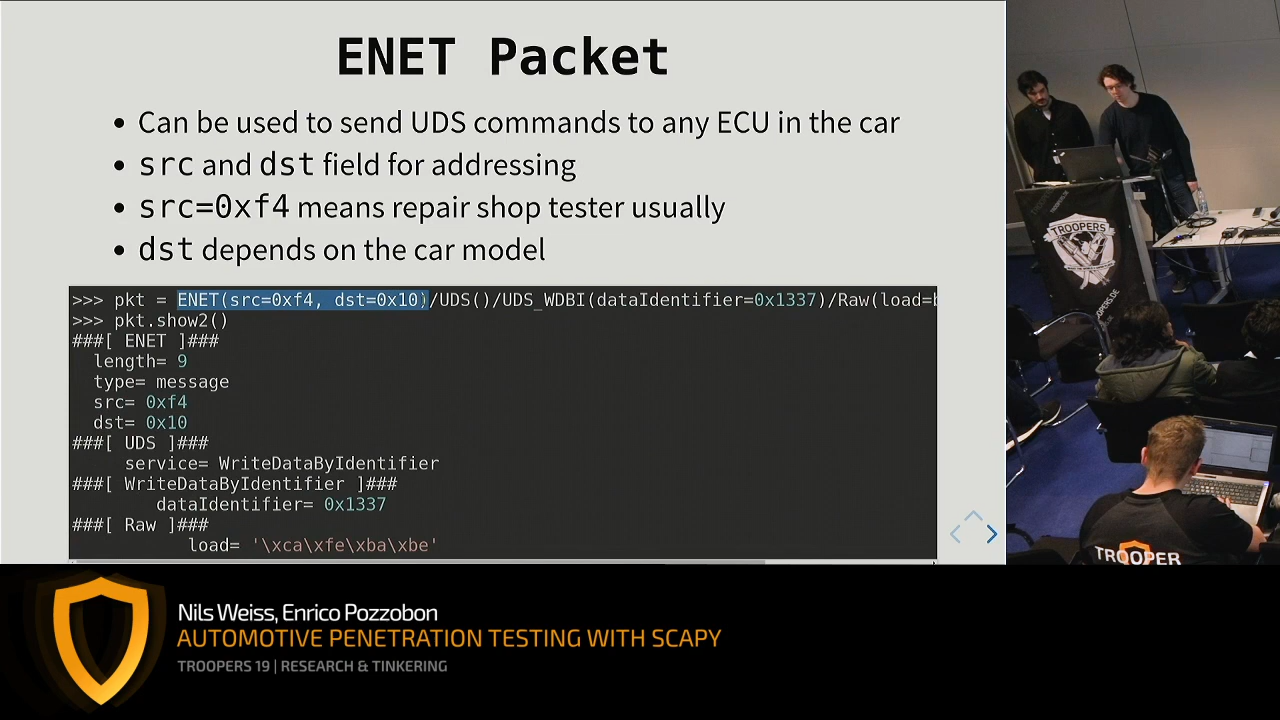 ENET Packet
• Can be used to send UDS commands to any ECU in the car
• src and dst field for addressing
• src=0xf4 means repair shop tester usually
• dst depends on the car model
>>> pkt = ENET(src=0xf4, dst=0x10)/UDS()/UDS_WDBI(dataIdentifier=0x1337)/Raw(load=b
>>> pkt.show2()
###[ ENET ]###
length= 9
type= message
src= 0xf4
dst= 0x10
###[ UDS ]###
service= WriteDataByIdentifier
###[ WriteDataByIdentifier ]###
dataIdentifier= 0x1337
###[ Raw ]###
load= '\xca\xfe\xba\xbe'
TROOPERS
TROOPER
Nils Weiss, Enrico Pozzobon
AUTOMOTIVE PENETRATION TESTING WITH SCAPY
TROOPERS 19 | RESEARCH & TINKERING